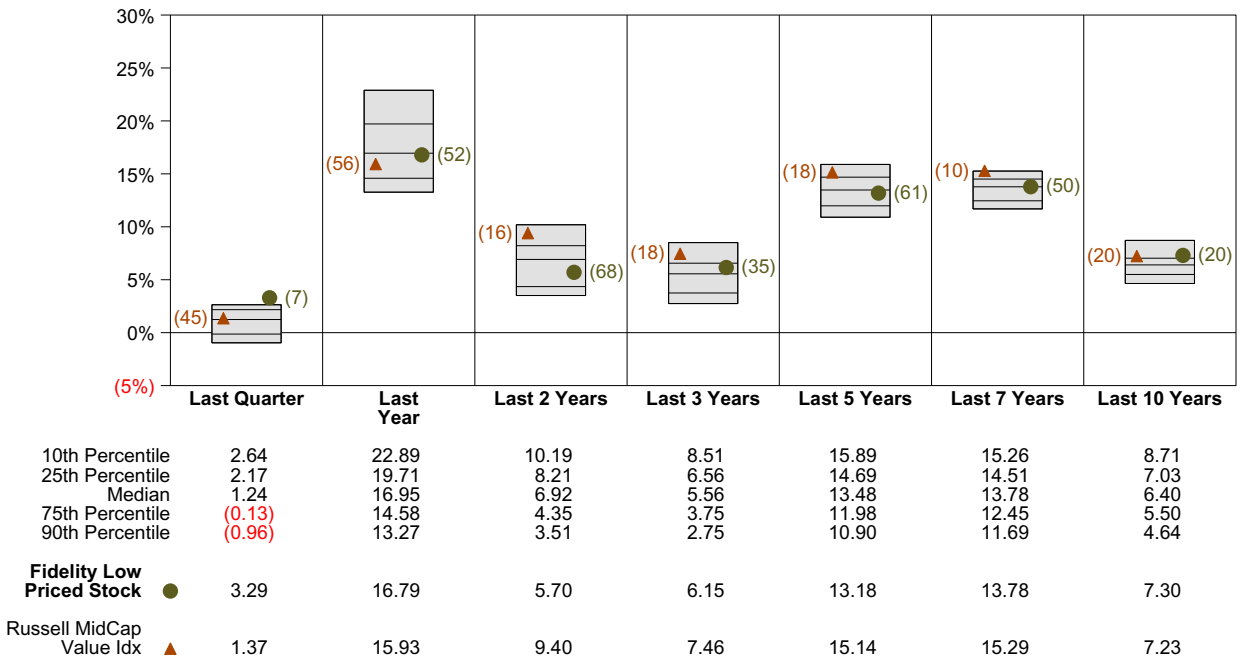 30%
25%
20%
15%
10%
5%
0%
(5%)
(45) (7)
(56) (52)
(16) (68)
(18) (35)
(18) (61)
(10) (50)
(20) (20)
Last Quarter Last Year Last 2 Years Last 3 Years Last 5 Years Last 7 Years Last 10 Years
10th Percentile 2.64 22.89 10.19 8.51 15.89 15.26 8.71
25th Percentile 2.17 19.71 8.21 6.56 14.69 14.51 7.03
Median 1.24 16.95 6.92 5.56 13.48 13.78 6.40
75th Percentile (0.13) 14.58 4.35 3.75 11.98 12.45 5.50
90th Percentile (0.96) 13.27 3.51 2.75 10.90 11.69 4.64
Fidelity Low
Priced Stock 3.29 16.79 5.70 6.15 13.18 13.78 7.30
Russell MidCap
Value Idx 1.37 15.93 9.40 7.46 15.14 15.29 7.23